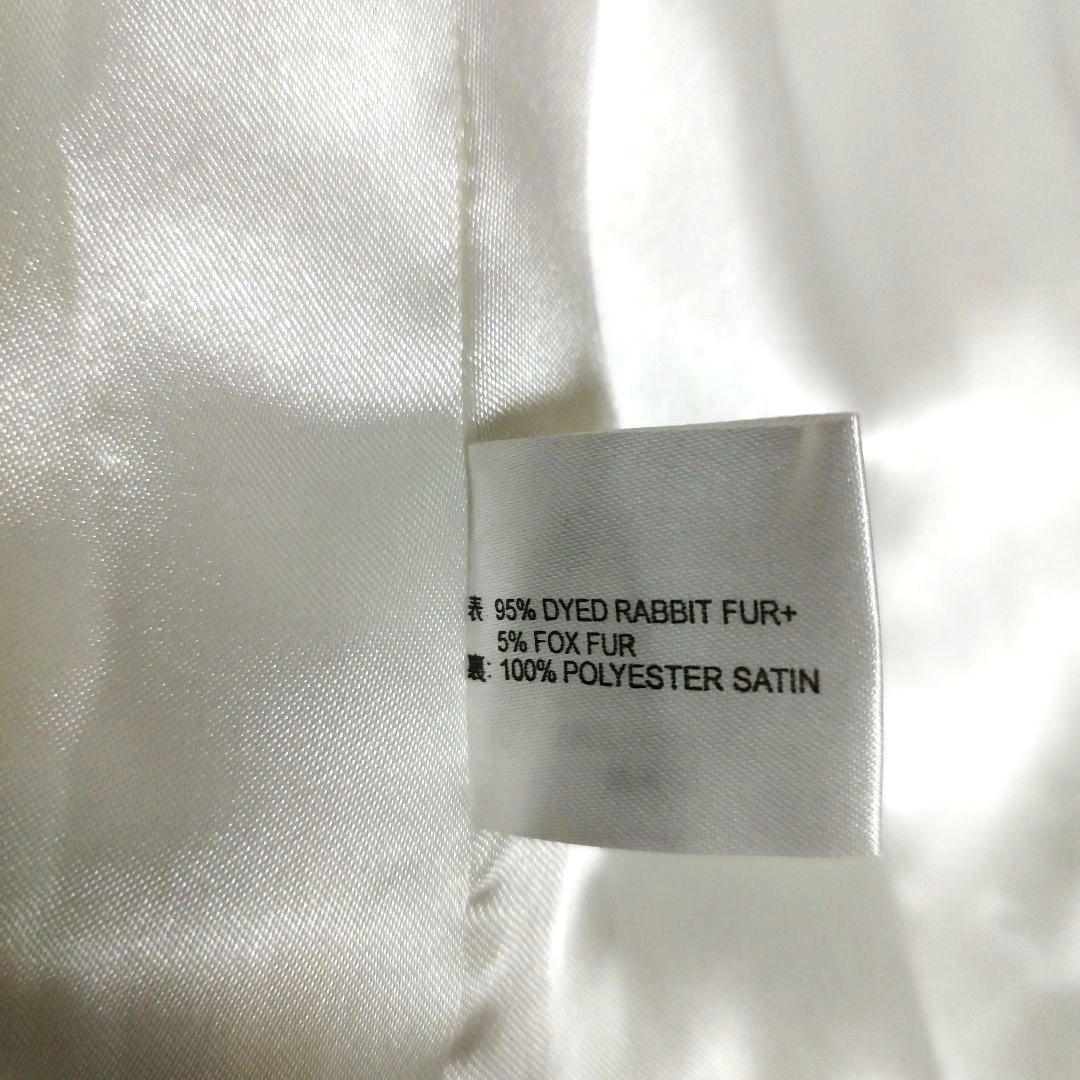 表 95% DYED RABBIT FUR+
5% FOX FUR
裏: 100% POLYESTER SATIN